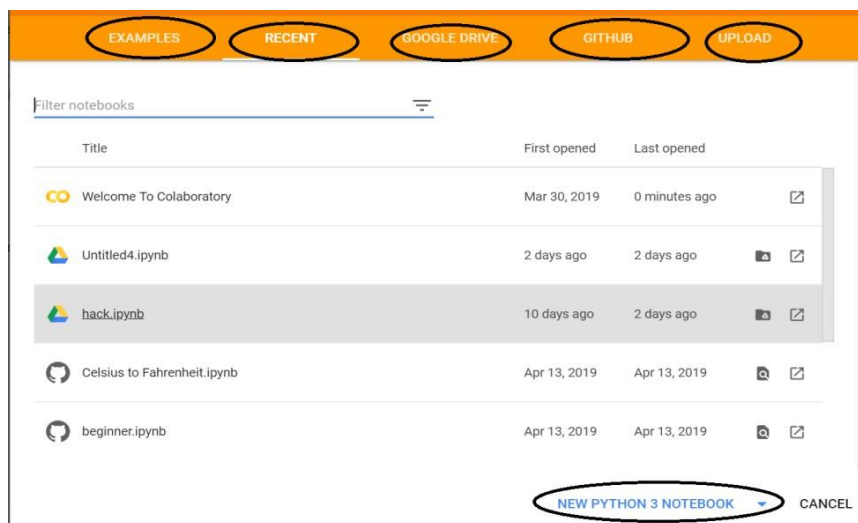 EXAMPLES RECENT GOOGLE DRIVE GITHUB UPLOAD
Filter notebooks
Title First opened Last opened
CO Welcome To Colaboratory Mar 30, 2019 0 minutes ago
Untitled4.ipynb 2 days ago 2 days ago
hack.ipynb 10 days ago 2 days ago
Celsius to Fahrenheit.ipynb Apr 13, 2019 Apr 13, 2019
beginner.ipynb Apr 13, 2019 Apr 13, 2019
NEW PYTHON 3 NOTEBOOK CANCEL